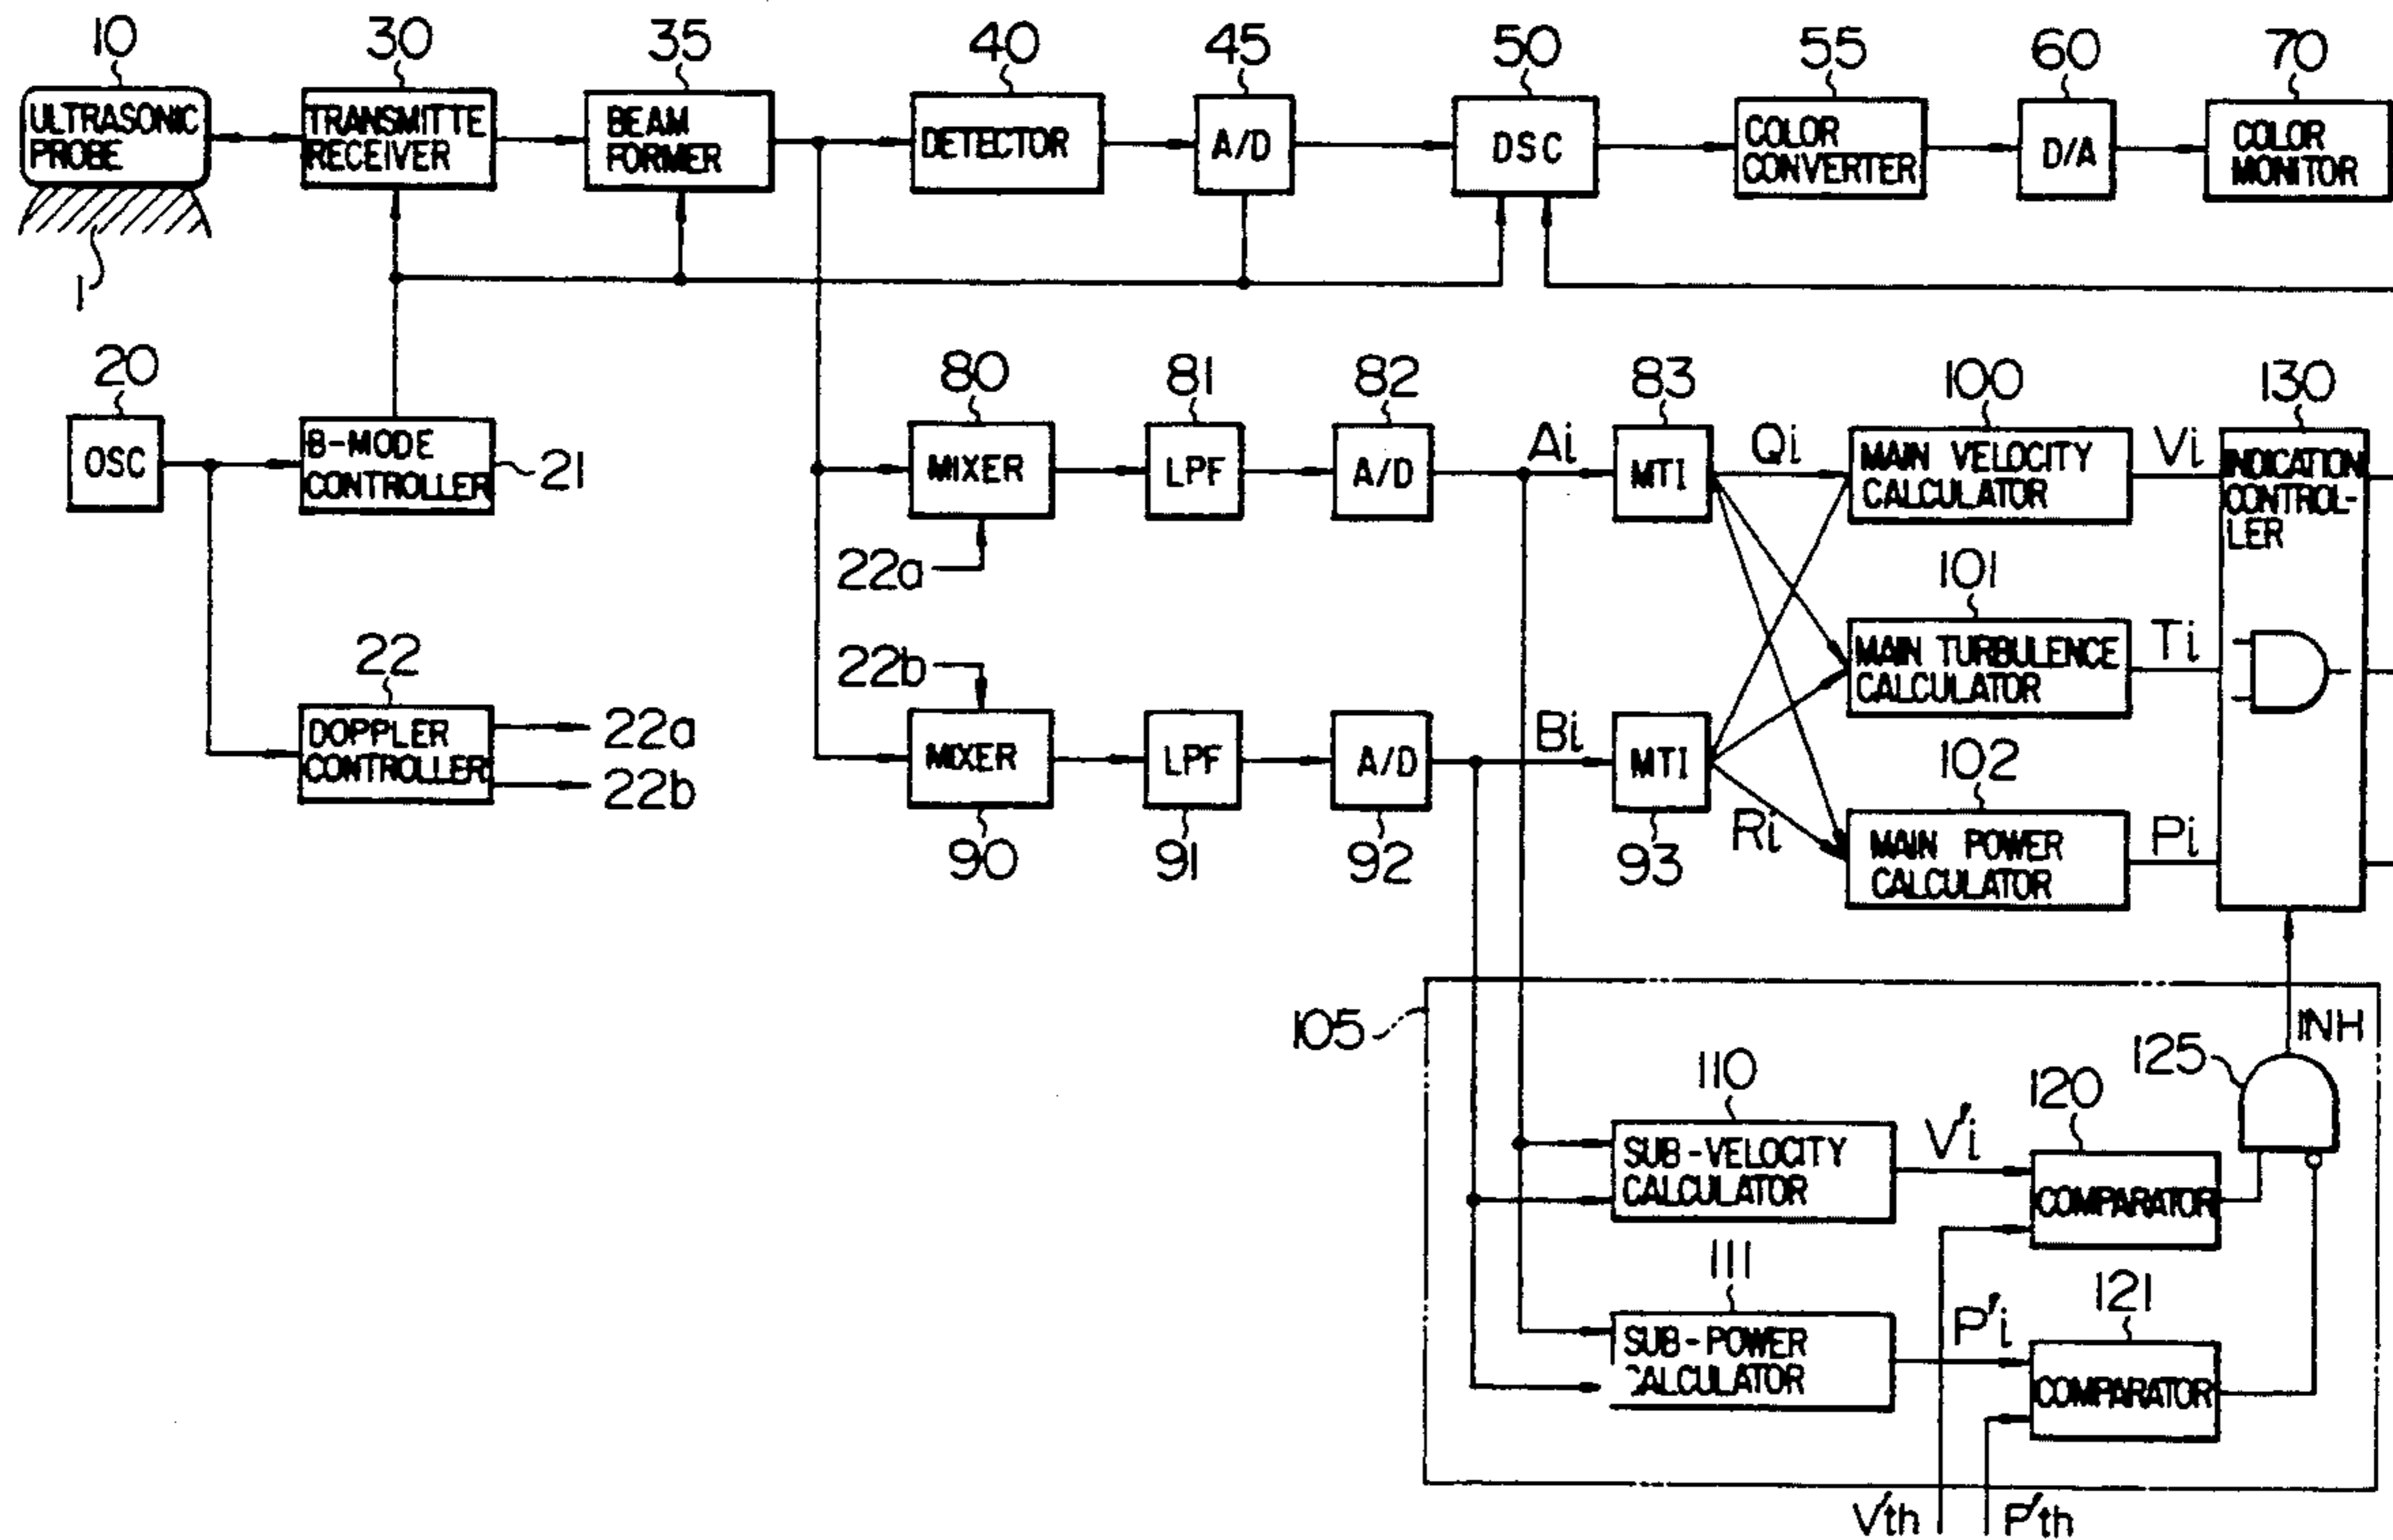 10
30
35
40
45
50
55
60
70
ULTRASONIC
PROBE
TRANSMITTE
RECEIVER
BEAM
FORMER
DETECTOR
A/D
DSC
COLOR
CONVERTER
D/A
COLOR
MONITOR
1
20
OSC
B-MODE
CONTROLLER
21
22
DOPPLER
CONTROLLER
22a
22b
80
81
82
83
100
130
MIXER
LPF
A/D
Ai
MTI
Qi
MAIN VELOCITY
CALCULATOR
Vi
INDICATION
CONTROL-
LER
22a
101
22b
MAIN TURBULENCE
CALCULATOR
Ti
MIXER
LPF
A/D
Bi
MTI
102
90
91
92
93
Ri
MAIN POWER
CALCULATOR
Pi
105
INH
125
110
120
SUB-VELOCITY
CALCULATOR
V'i
COMPARATOR
111
121
SUB-POWER
CALCULATOR
P'i
COMPARATOR
V'th
P'th